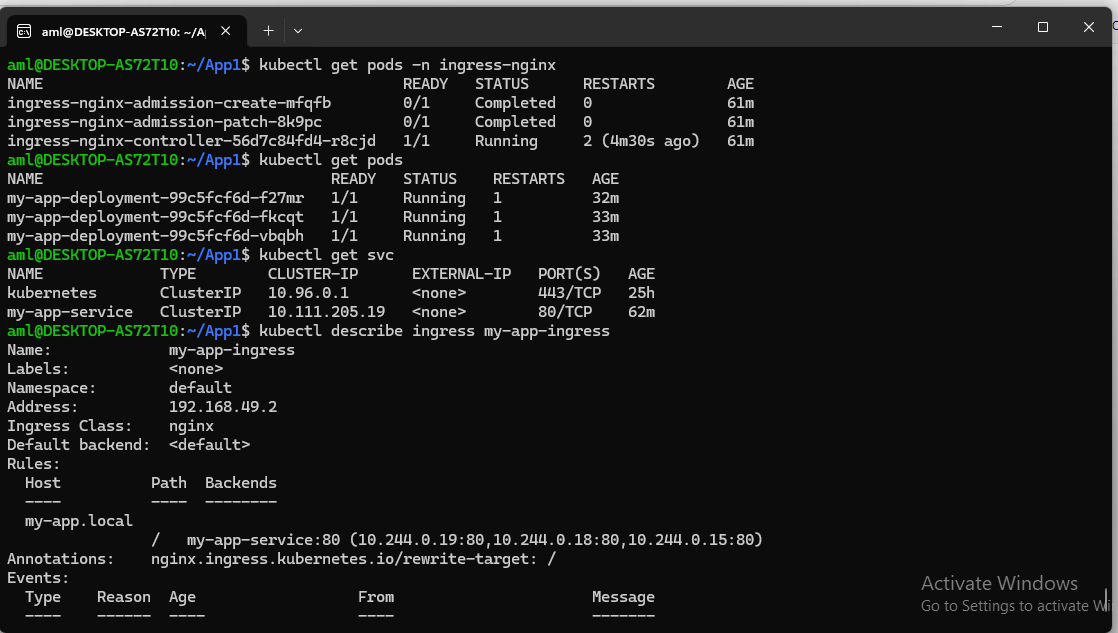 aml@DESKTOP-AS72T10: ~/A
aml@DESKTOP-AS72T10:~/App1$ kubectl get pods -n ingress-nginx
NAME READY STATUS RESTARTS AGE
ingress-nginx-admission-create-mfqfb 0/1 Completed 0 61m
ingress-nginx-admission-patch-8k9pc 0/1 Completed 0 61m
ingress-nginx-controller-56d7c84fd4-r8cjd 1/1 Running 2 (4m30s ago) 61m
aml@DESKTOP-AS72T10:~/App1$ kubectl get pods
NAME READY STATUS RESTARTS AGE
my-app-deployment-99c5fcf6d-f27mr 1/1 Running 1 32m
my-app-deployment-99c5fcf6d-fkcqt 1/1 Running 1 33m
my-app-deployment-99c5fcf6d-vbqbh 1/1 Running 1 33m
aml@DESKTOP-AS72T10:~/App1$ kubectl get svc
NAME TYPE CLUSTER-IP EXTERNAL-IP PORT(S) AGE
kubernetes ClusterIP 10.96.0.1 <none> 443/TCP 25h
my-app-service ClusterIP 10.111.205.19 <none> 80/TCP 62m
aml@DESKTOP-AS72T10:~/App1$ kubectl describe ingress my-app-ingress
Name: my-app-ingress
Labels: <none>
Namespace: default
Address: 192.168.49.2
Ingress Class: nginx
Default backend: <default>
Rules:
Host Path Backends
---- ---- --------
my-app.local
/ my-app-service:80 (10.244.0.19:80,10.244.0.18:80,10.244.0.15:80)
Annotations: nginx.ingress.kubernetes.io/rewrite-target: /
Events:
Type Reason Age From Message
---- ------ ---- ---- -------
Activate Windows
Go to Settings to activate Wi